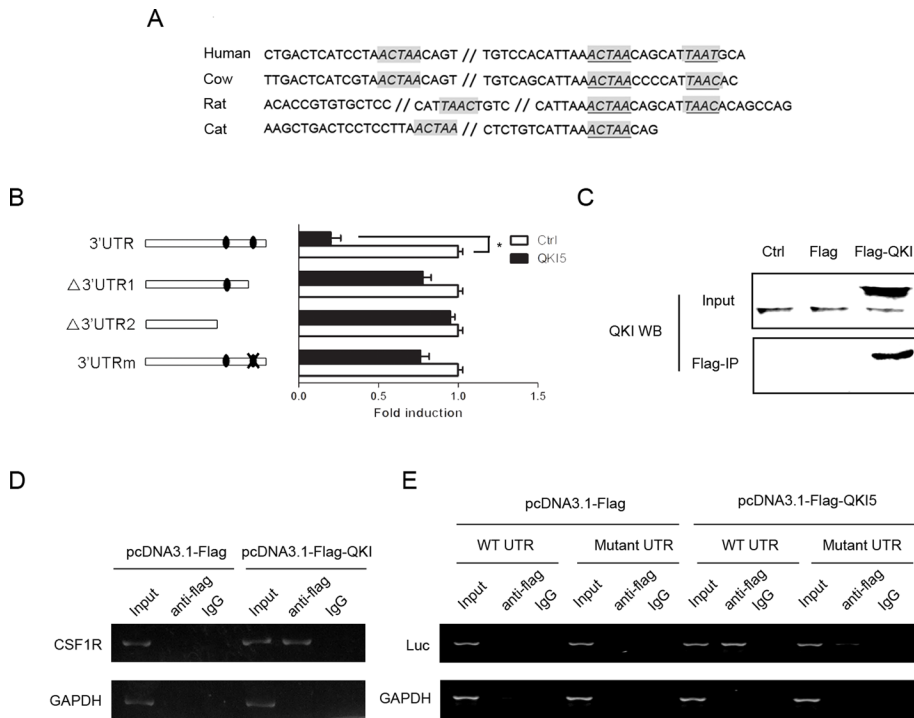 A
Human CTGACTCATCCTAACTAACAGT // TGTCCACATTAAACTAACAGCATTAATGCA
Cow TTGACTCATCGTAACTAACAGT // TGTCAGCATTAAACTAACCCCATTAACAC
Rat ACACCGTGTGCTCC // CATTAACTGTC // CATTAAACTAACAGCATTAACACAGCCAG
Cat AAGCTGACTCCTCCTTAACTAA // CTCTGTCATTAAACTAACAG
B
3'UTR
△3'UTR1
△3'UTR2
3'UTRm
*
Ctrl
QKI5
0.0 0.5 1.0 1.5
Fold induction
C
Ctrl Flag Flag-QKI
QKI WB
Input
Flag-IP
D
pcDNA3.1-Flag pcDNA3.1-Flag-QKI
Input anti-flag IgG Input anti-flag IgG
CSF1R
GAPDH
E
pcDNA3.1-Flag pcDNA3.1-Flag-QKI5
WT UTR Mutant UTR WT UTR Mutant UTR
Input anti-flag IgG Input anti-flag IgG Input anti-flag IgG Input anti-flag IgG
Luc
GAPDH